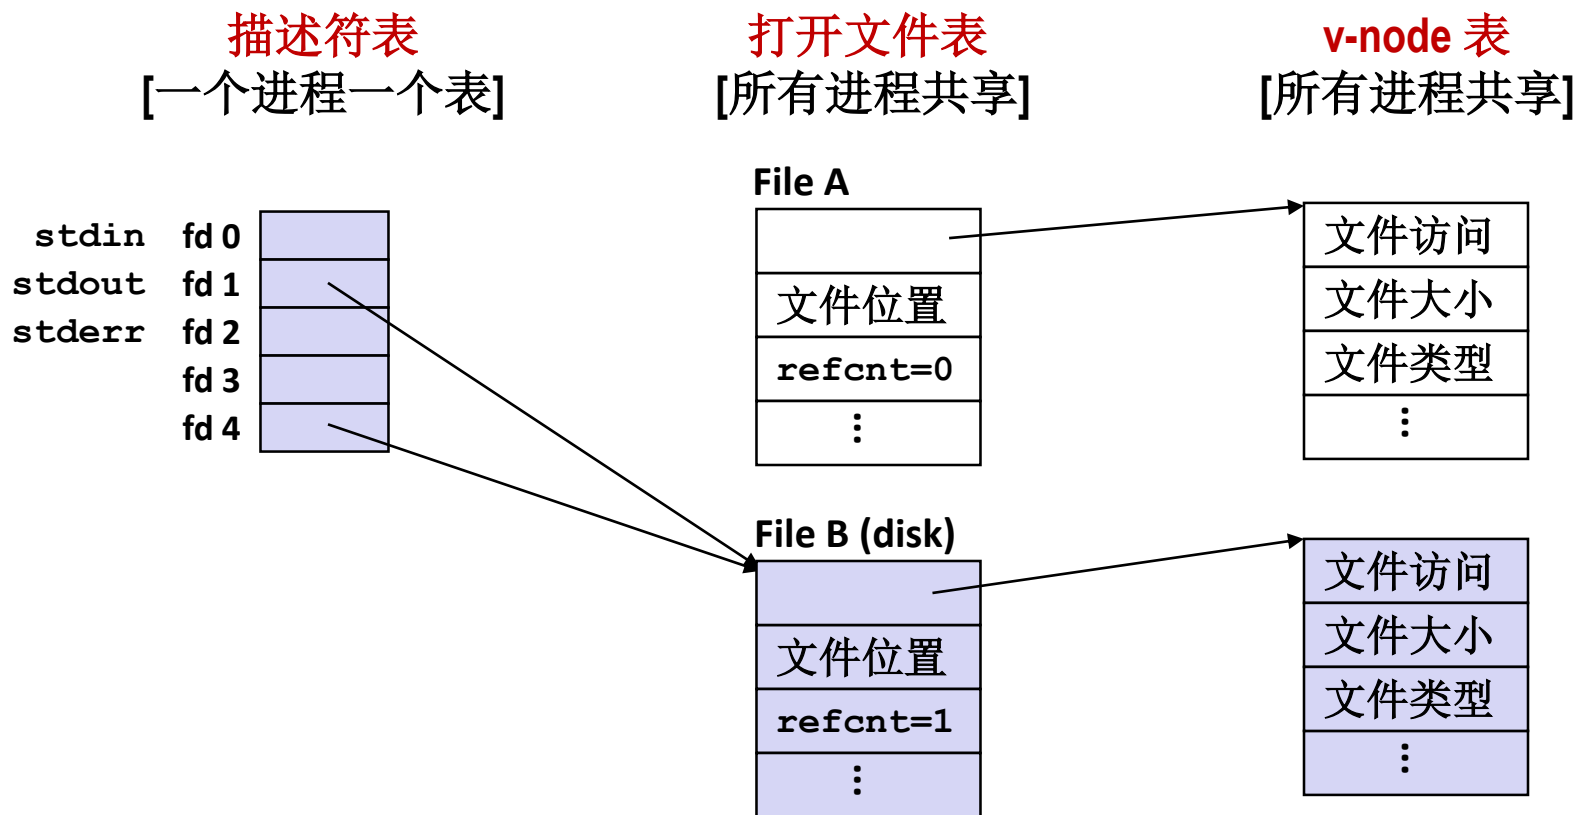 描述符表
[一个进程一个表]
打开文件表
[所有进程共享]
v-node 表
[所有进程共享]
stdin fd 0
stdout fd 1
stderr fd 2
fd 3
fd 4
File A
文件位置
refcnt=0
⋮
文件访问
文件大小
文件类型
⋮
File B (disk)
文件位置
refcnt=1
⋮
文件访问
文件大小
文件类型
⋮